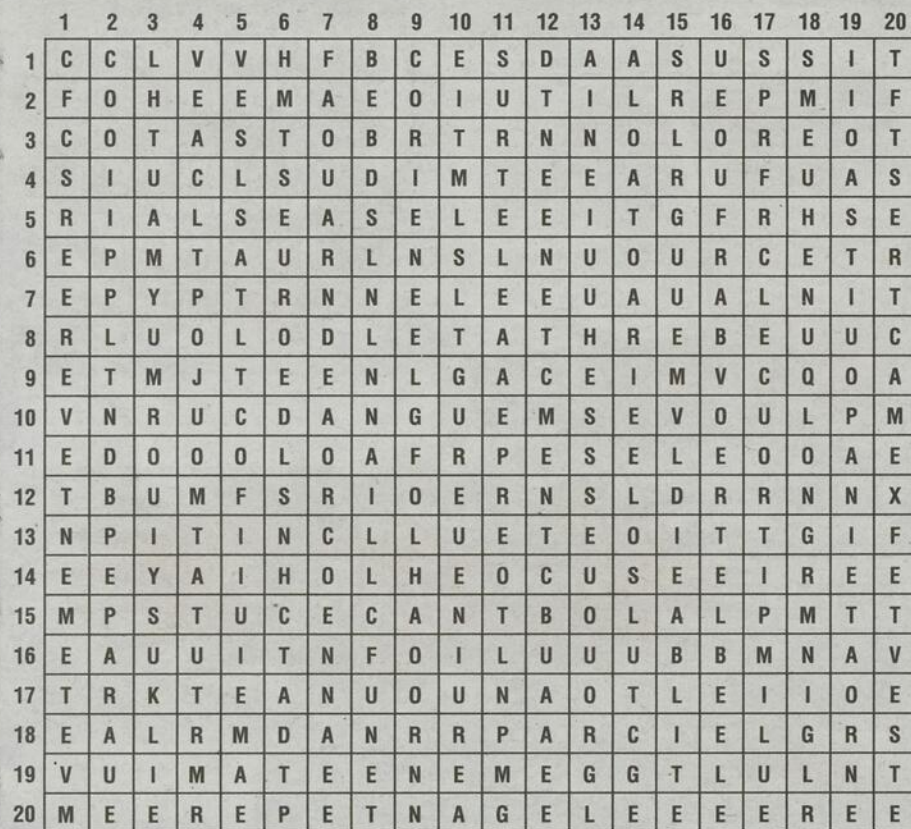 1 2 3 4 5 6 7 8 9 10 11 12 13 14 15 16 17 18 19 20
1 C C L V V H F B C E S D A A S U S S I T
2 F O H E E M A E O I U T I L R E P M I F
3 C O T A S T O B R T R N N O L O R E O T
4 S I U C L S U D I M T E E A R U F U A S
5 R I A L S E A S E L E E I T G F R H S E
6 E P M T A U R L N S L N U O U R C E T R
7 E P Y P T R N N E L E E U A U A L N I T
8 R L U O L O D L E T A T H R E B E U U C
9 E T M J T E E N L G A C E I M V C Q O A
10 V N R U C D A N G U E M S E V O U L P M
11 E D O O O L O A F R P E S E L E O O A E
12 T B U M F S R I O E R N S L D R R N N X
13 N P I T I N C L L U E T E O I T T G I F
14 E E Y A I H O L H E O C U S E E I R E E
15 M P S T U C E C A N T B O L A L P M T T
16 E A U U I T N F O I L U U U B B M N A V
17 T R K T E A N U O U N A O T L E I I O E
18 E A L R M D A N R R P A R C I E L G R S
19 V U I M A T E E N E M E G G T L U L N T
20 M E E R E P E T N A G E L E E E E R E E